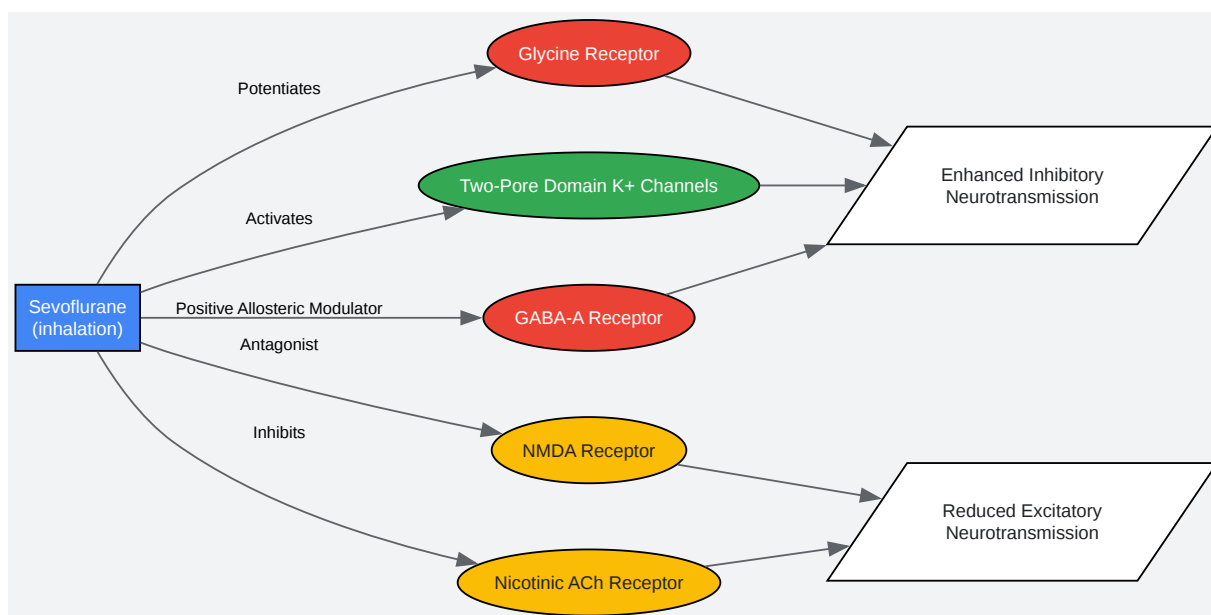 Glycine Receptor
Potentiates
Two-Pore Domain K+ Channels
Enhanced Inhibitory
Neurotransmission
Activates
Sevoflurane
(inhalation)
Positive Allosteric Modulator
GABA-A Receptor
Antagonist
Inhibits
NMDA Receptor
Reduced Excitatory
Neurotransmission
Nicotinic ACh Receptor